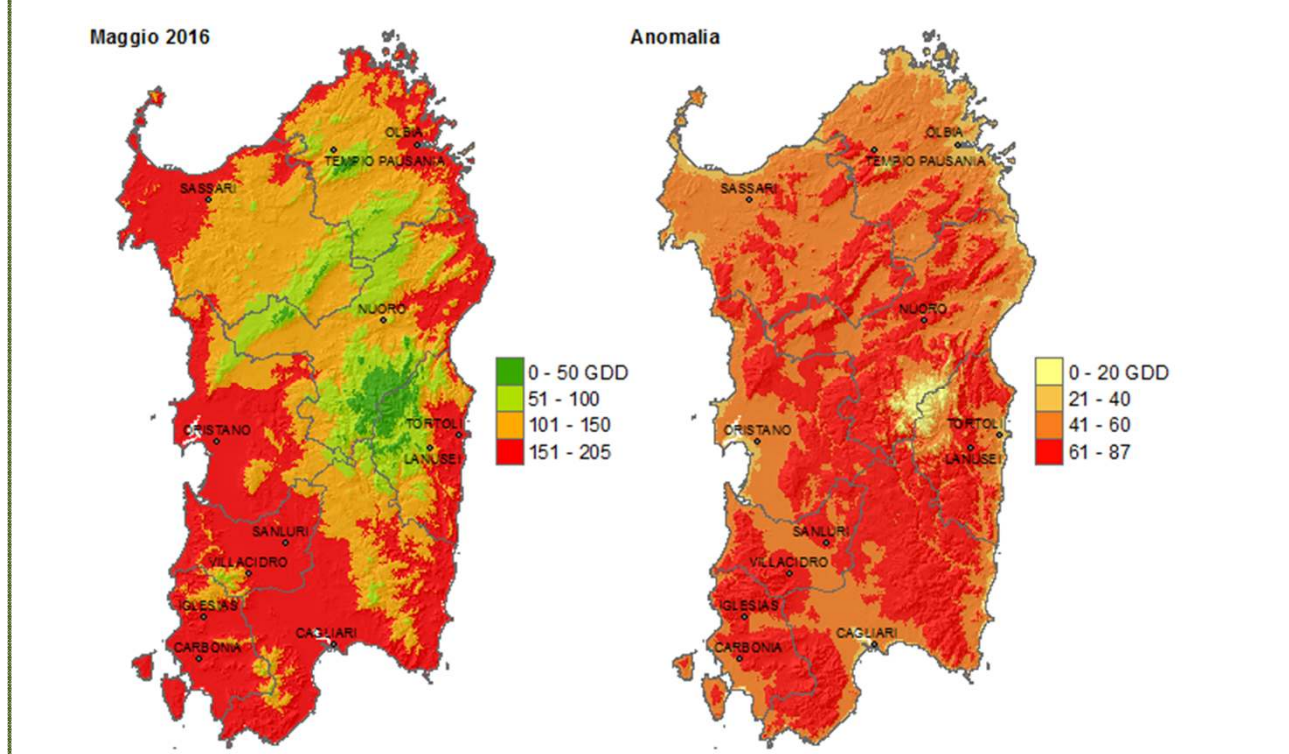 Maggio 2016
OLBIA
TEMPIO PAUSANIA
SASSARI
NUORO
ORISTANO
TORTOLI
LANUSEI
SANLURI
VILLACIDRO
IGLESIAS
CAGLIARI
CARBONIA
0 - 50 GDD
51 - 100
101 - 150
151 - 205
Anomalia
OLBIA
TEMPIO PAUSANIA
SASSARI
NUORO
ORISTANO
TORTOLI
LANUSEI
SANLURI
VILLACIDRO
IGLESIAS
CAGLIARI
CARBONIA
0 - 20 GDD
21 - 40
41 - 60
61 - 87